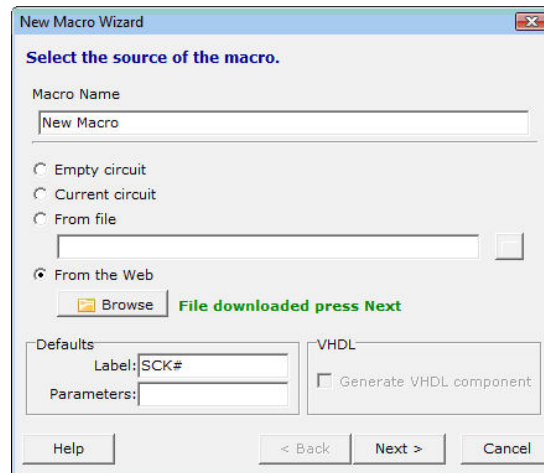 New Macro Wizard
Select the source of the macro.
Macro Name
New Macro
Empty circuit
Current circuit
From file
From the Web
Browse File downloaded press Next
Defaults
Label: SCK#
Parameters:
VHDL
Generate VHDL component
Help < Back Next > Cancel